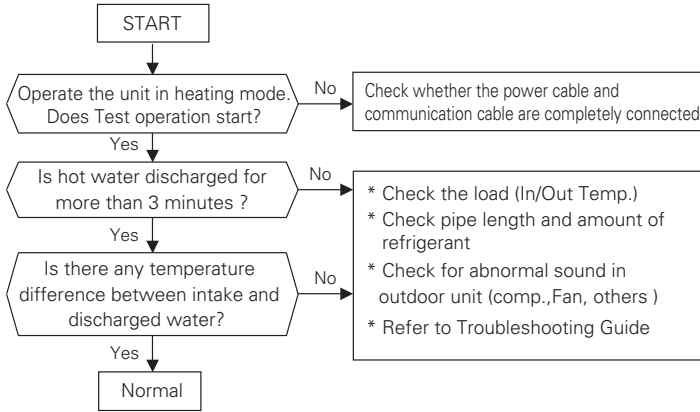 START
Operate the unit in heating mode.
Does Test operation start?
No
Check whether the power cable and
communication cable are completely connected
Yes
Is hot water discharged for
more than 3 minutes ?
No
* Check the load (In/Out Temp.)
* Check pipe length and amount of
refrigerant
* Check for abnormal sound in
outdoor unit (comp.,Fan, others )
* Refer to Troubleshooting Guide
Yes
Is there any temperature
difference between intake and
discharged water?
No
Yes
Normal